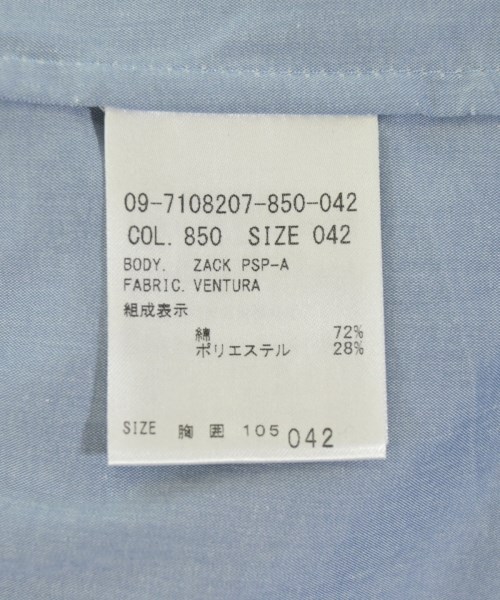 09-7108207-850-042
COL. 850 SIZE 042
BODY. ZACK PSP-A
FABRIC. VENTURA
組成表示
綿 72%
ポリエステル 28%
SIZE 胸 囲 105 042